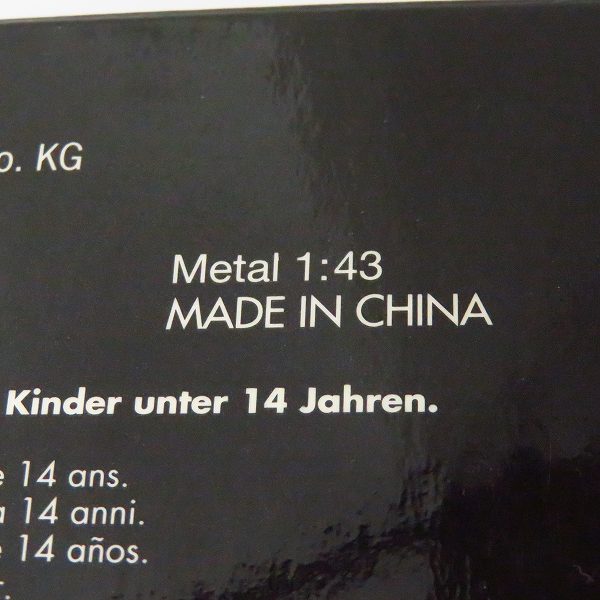 o. KG
Metal 1:43
MADE IN CHINA
Kinder unter 14 Jahren.
e 14 ans.
a 14 anni.
e 14 años.